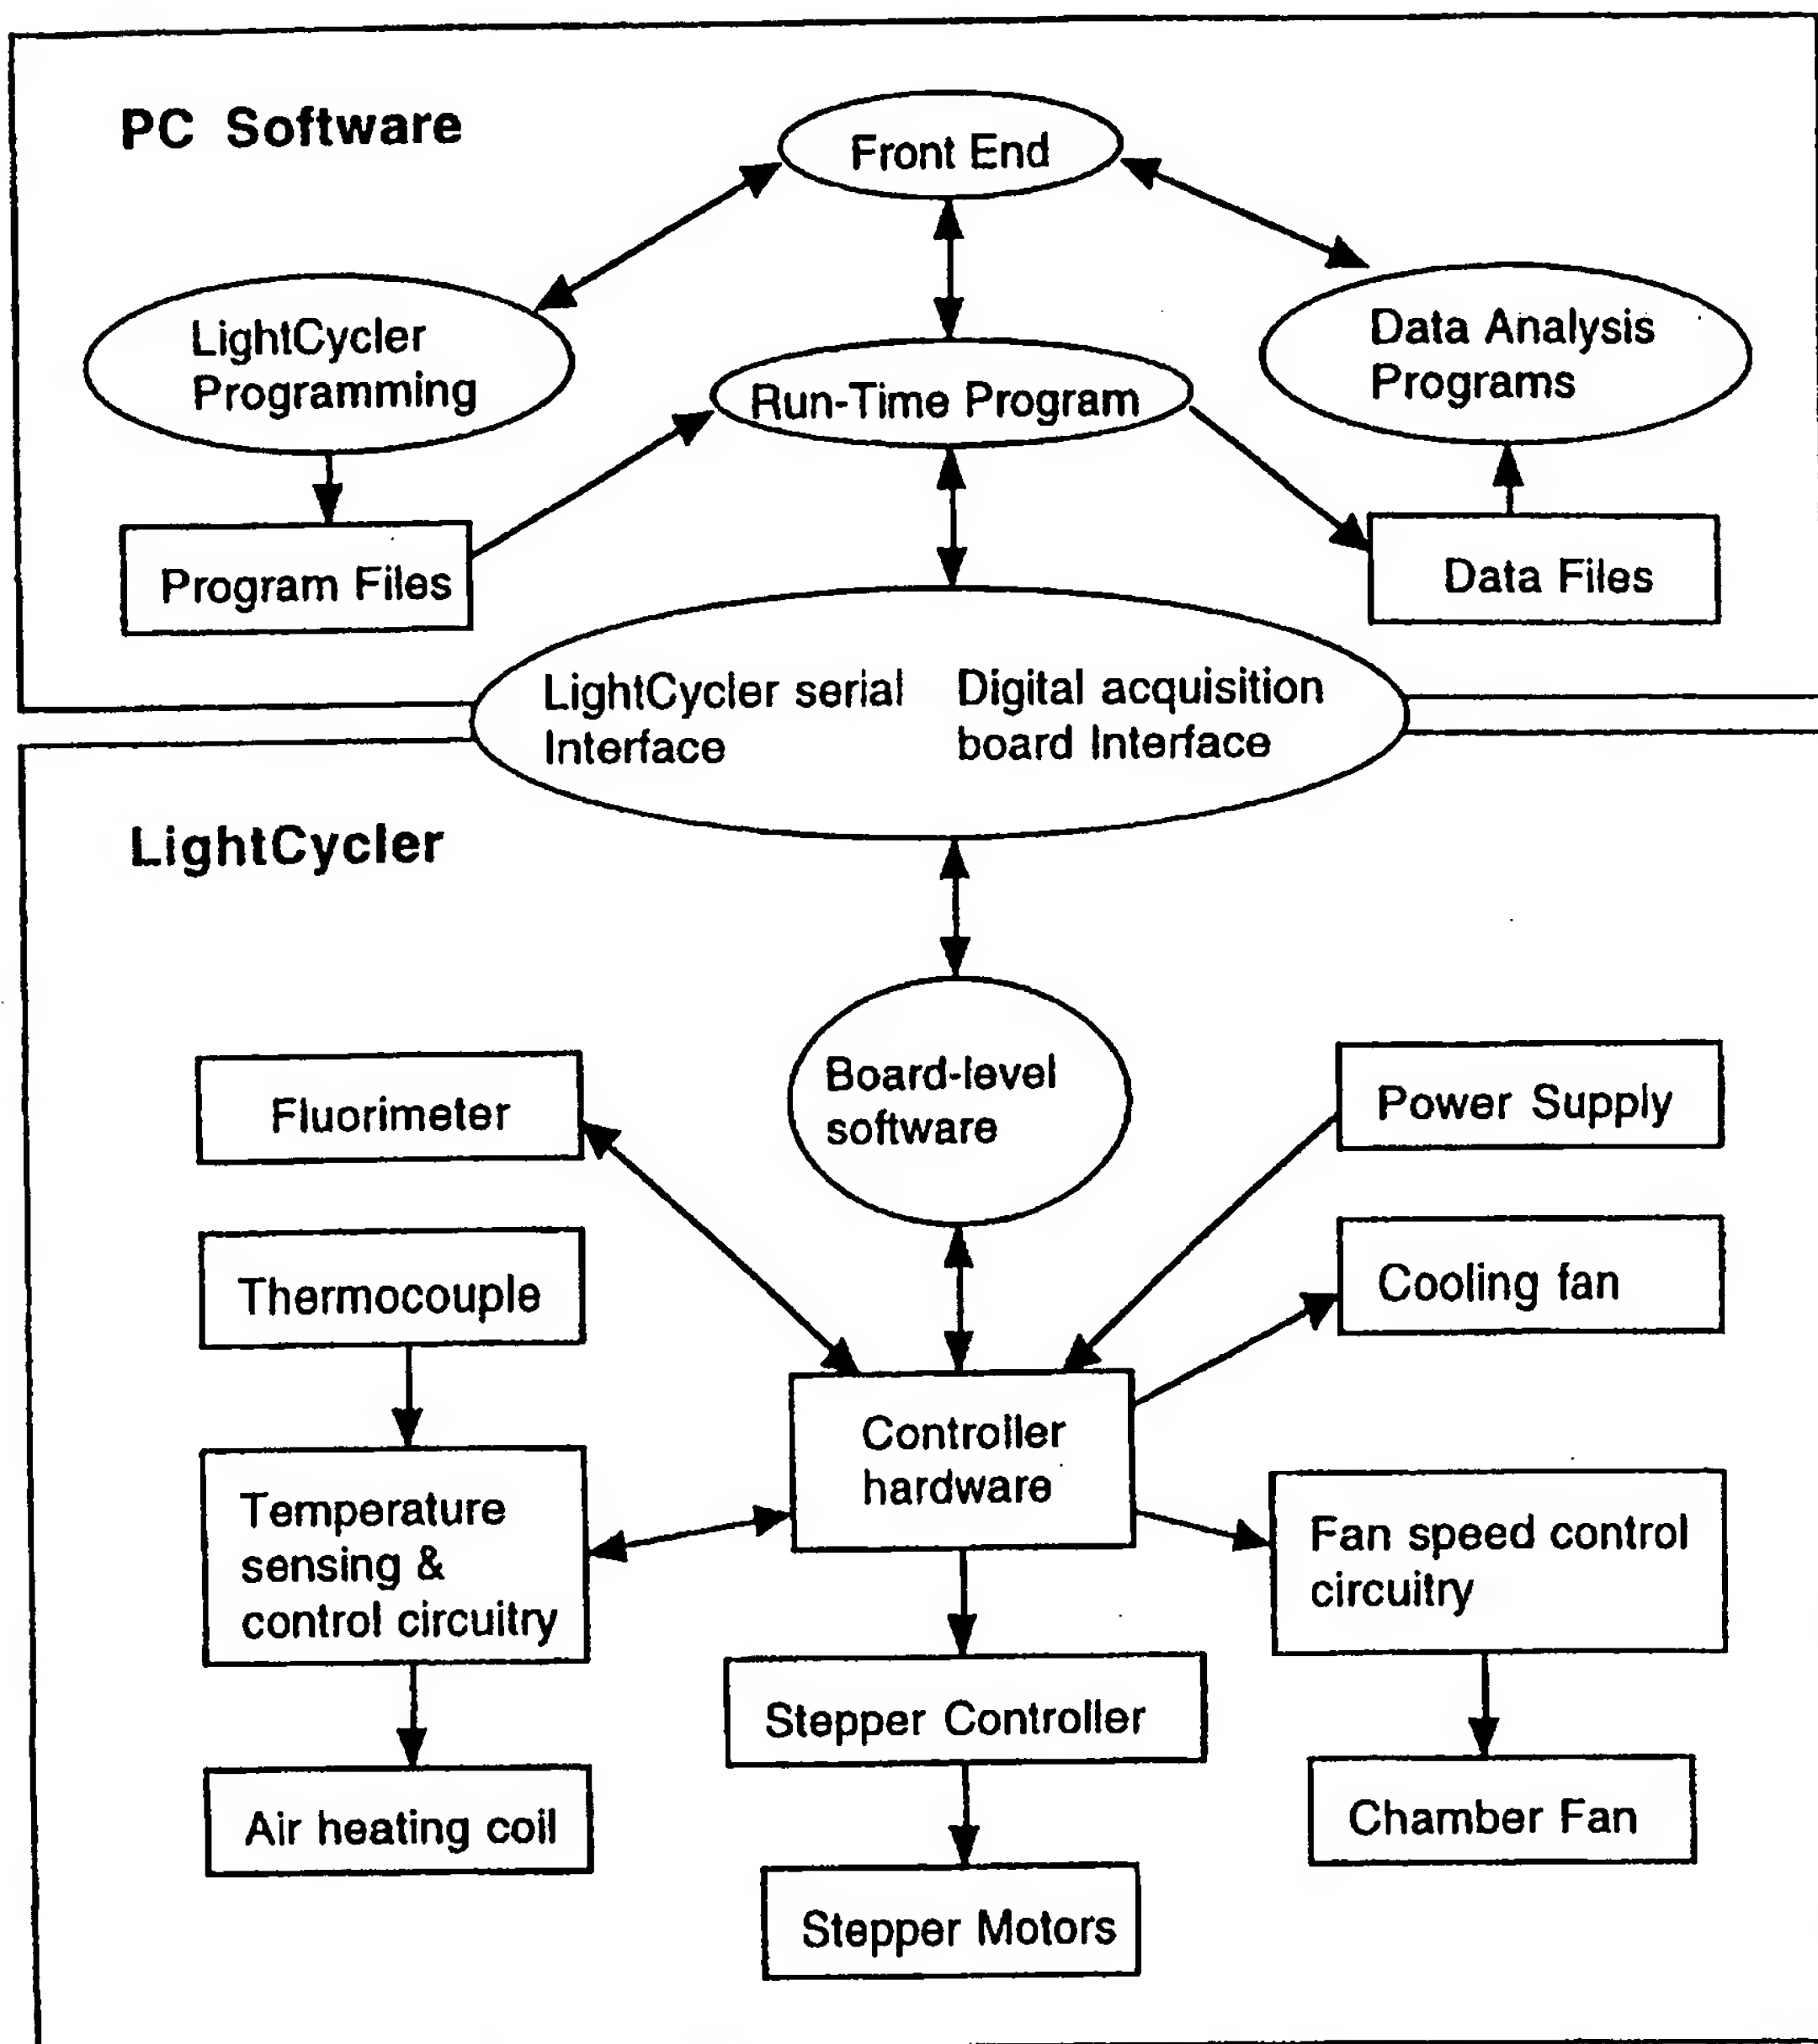 PC Software
Front End
LightCycler
Programming
Run-Time Program
Data Analysis
Programs
Program Files
Data Files
LightCycler serial
Interface
Digital acquisition
board Interface
LightCycler
Board-level
software
Fluorimeter
Power Supply
Thermocouple
Cooling fan
Controller
hardware
Temperature
sensing &
control circuitry
Fan speed control
circuitry
Stepper Controller
Air heating coil
Chamber Fan
Stepper Motors